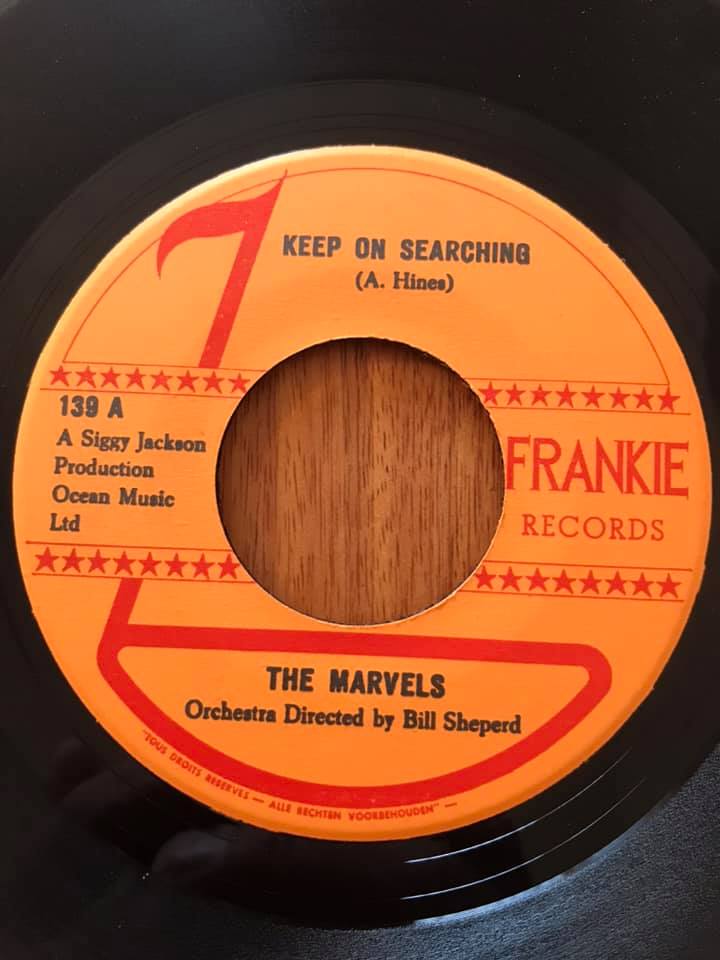 KEEP ON SEARCHING
(A. Hines)
139 A
A Siggy Jackson
Production
Ocean Music
Ltd
FRANKIE
RECORDS
THE MARVELS
Orchestra Directed by Bill Sheperd
"TOUS DROITS RESERVES — ALLE RECHTEN VOORBEHOUDEN" —